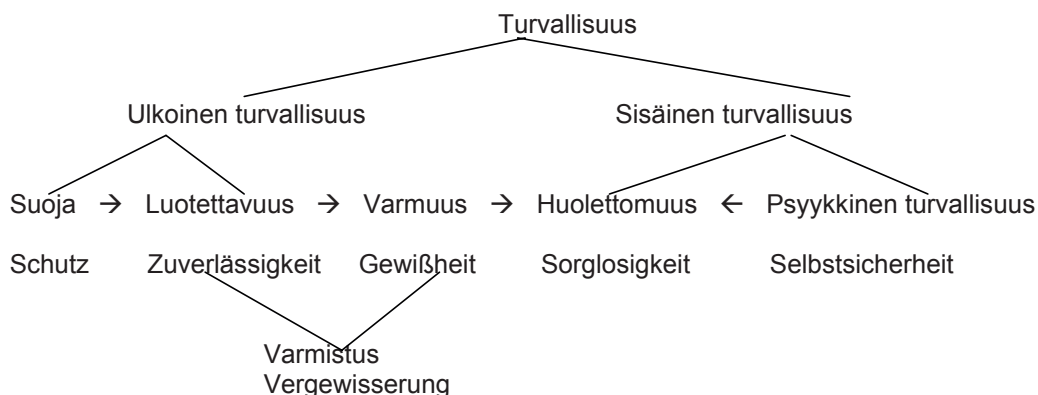 Turvallisuus
Ulkoinen turvallisuus Sisäinen turvallisuus
Suoja → Luotettavuus → Varmuus → Huolettomuus ← Psyykkinen turvallisuus
Schutz Zuverlässigkeit Gewißheit Sorglosigkeit Selbstsicherheit
Varmistus
Vergewisserung